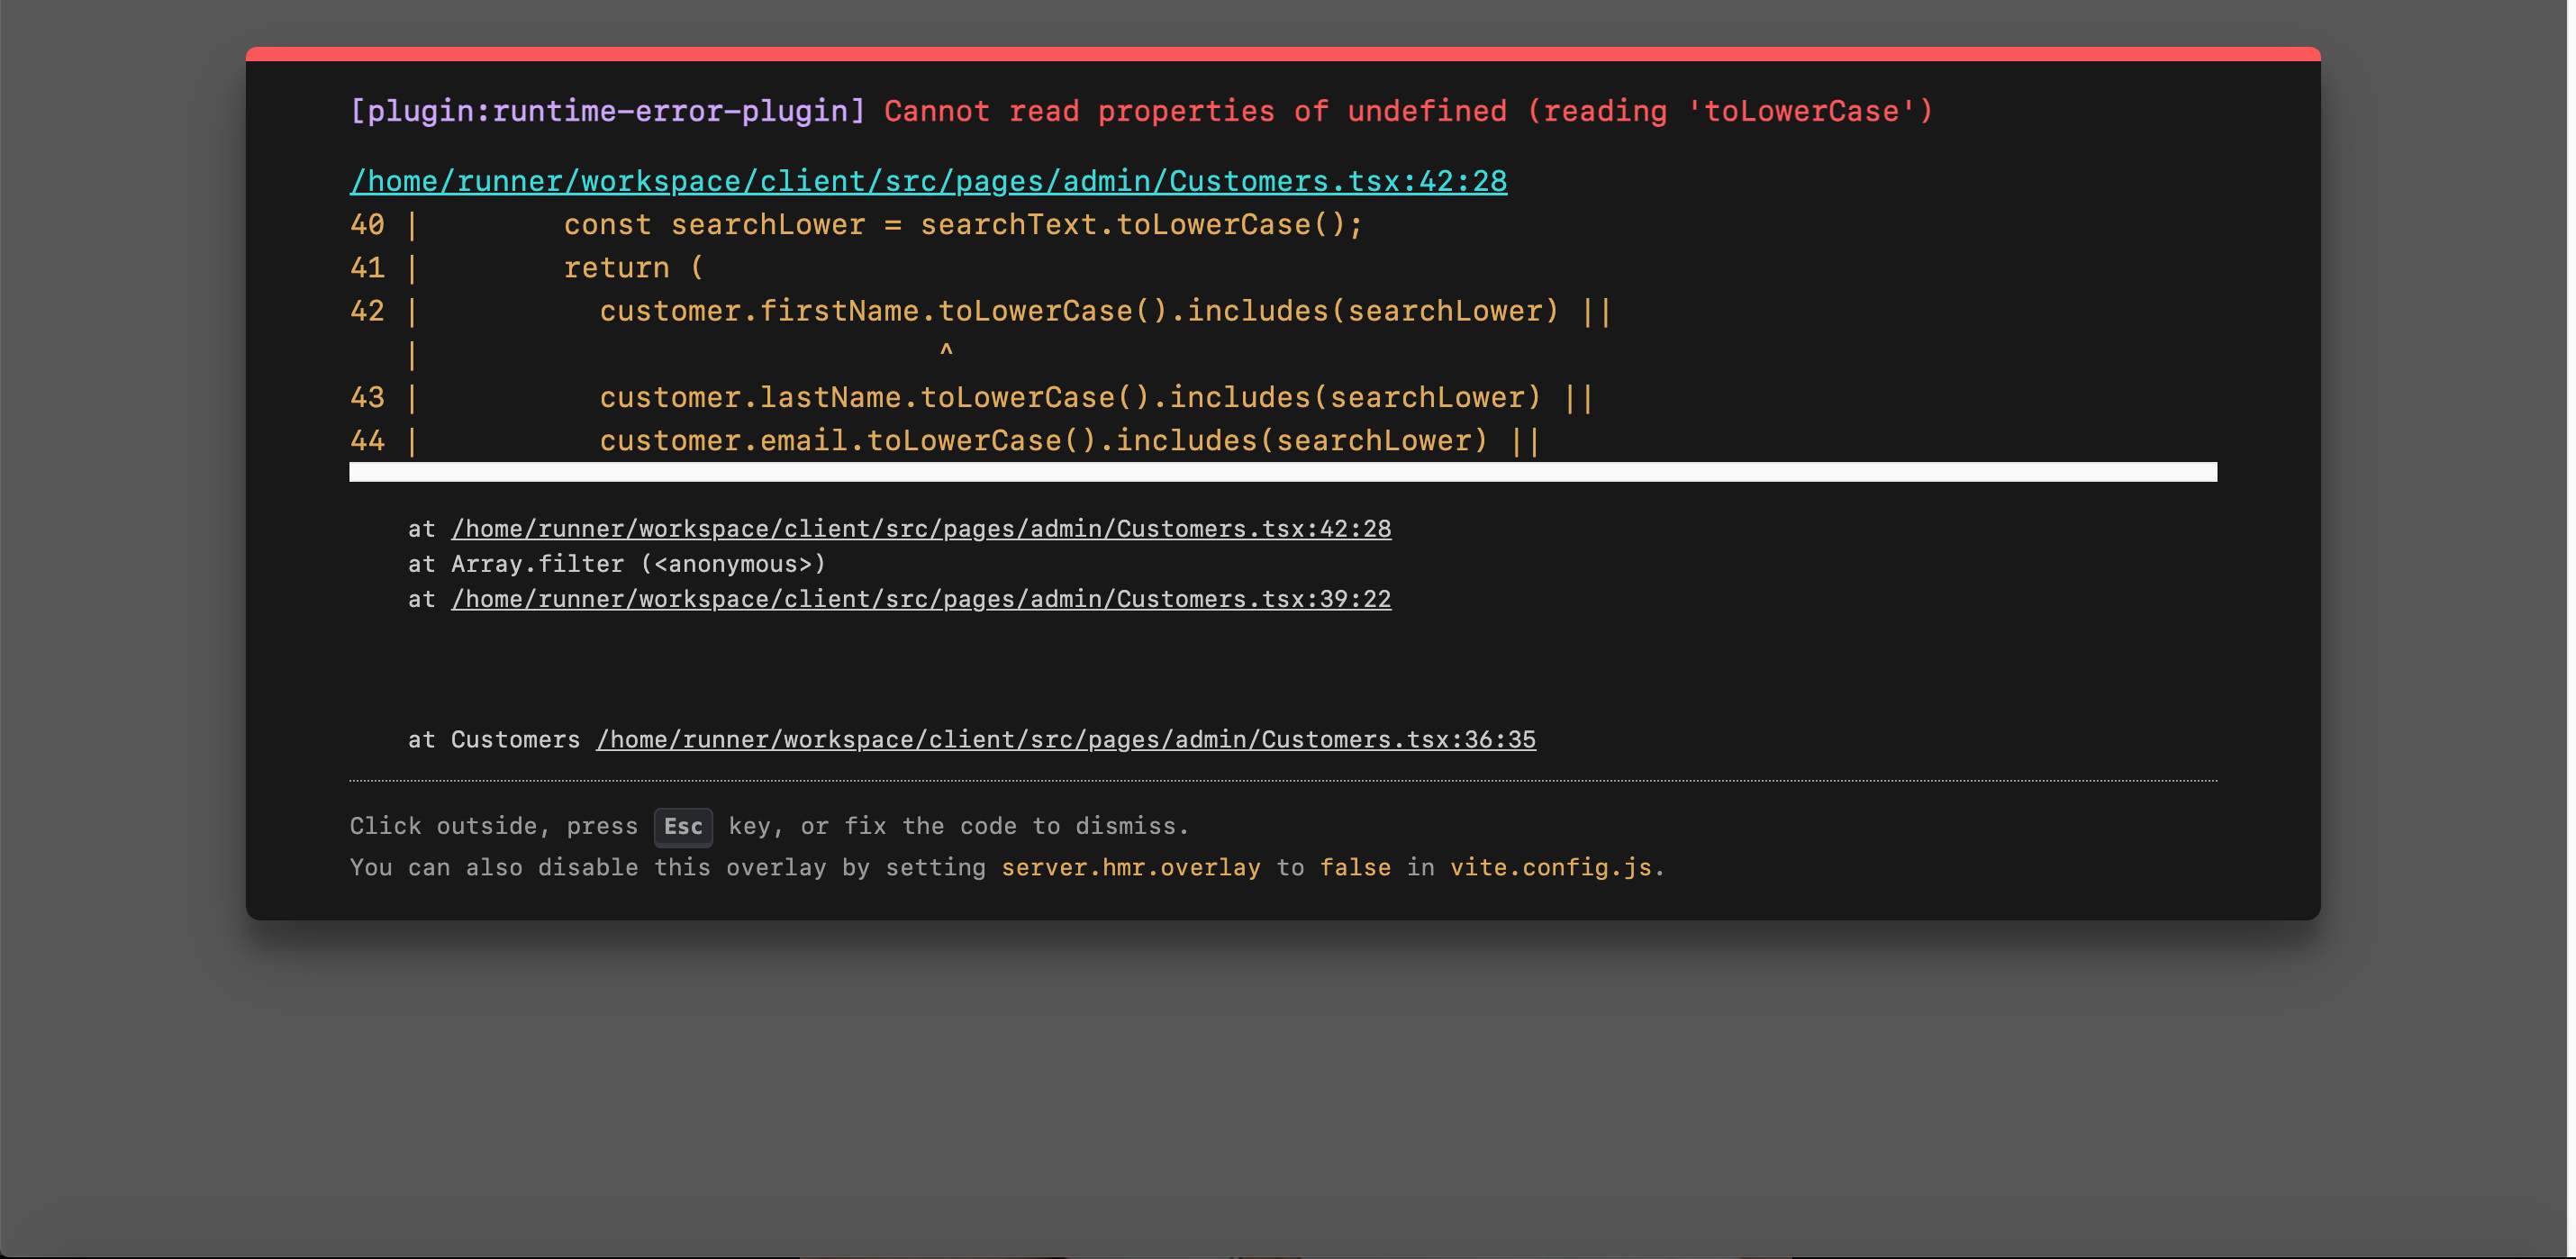 [plugin:runtime-error-plugin] Cannot read properties of undefined (reading 'toLowerCase')
/home/runner/workspace/client/src/pages/admin/Customers.tsx:42:28
40 |        const searchLower = searchText.toLowerCase();
41 |        return (
42 |          customer.firstName.toLowerCase().includes(searchLower) ||
   |                             ^
43 |          customer.lastName.toLowerCase().includes(searchLower) ||
44 |          customer.email.toLowerCase().includes(searchLower) ||
at /home/runner/workspace/client/src/pages/admin/Customers.tsx:42:28
at Array.filter (<anonymous>)
at /home/runner/workspace/client/src/pages/admin/Customers.tsx:39:22
at Customers /home/runner/workspace/client/src/pages/admin/Customers.tsx:36:35
Click outside, press Esc key, or fix the code to dismiss.
You can also disable this overlay by setting server.hmr.overlay to false in vite.config.js.